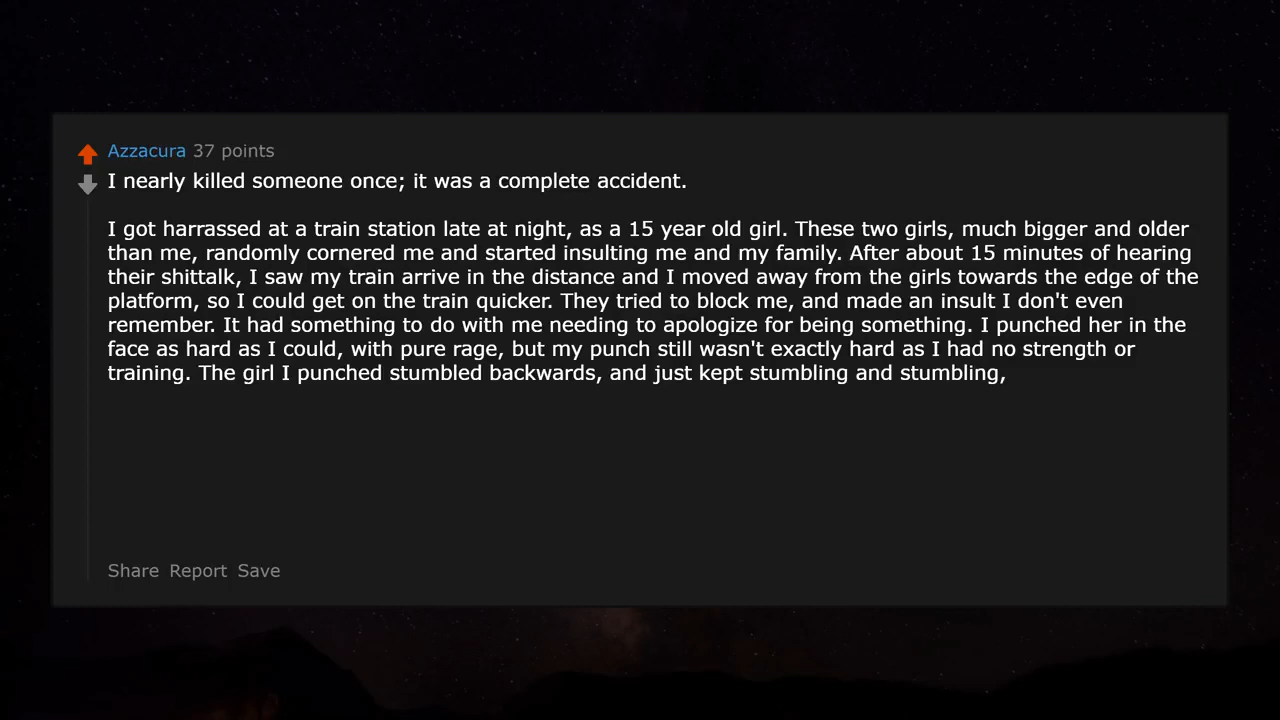 Azzacura 37 points
I nearly killed someone once; it was a complete accident.
I got harrassed at a train station late at night, as a 15 year old girl. These two girls, much bigger and older
than me, randomly cornered me and started insulting me and my family. After about 15 minutes of hearing
their shittalk, I saw my train arrive in the distance and I moved away from the girls towards the edge of the
platform, so I could get on the train quicker. They tried to block me, and made an insult I don't even
remember. It had something to do with me needing to apologize for being something. I punched her in the
face as hard as I could, with pure rage, but my punch still wasn't exactly hard as I had no strength or
training. The girl I punched stumbled backwards, and just kept stumbling and stumbling,
Share Report Save